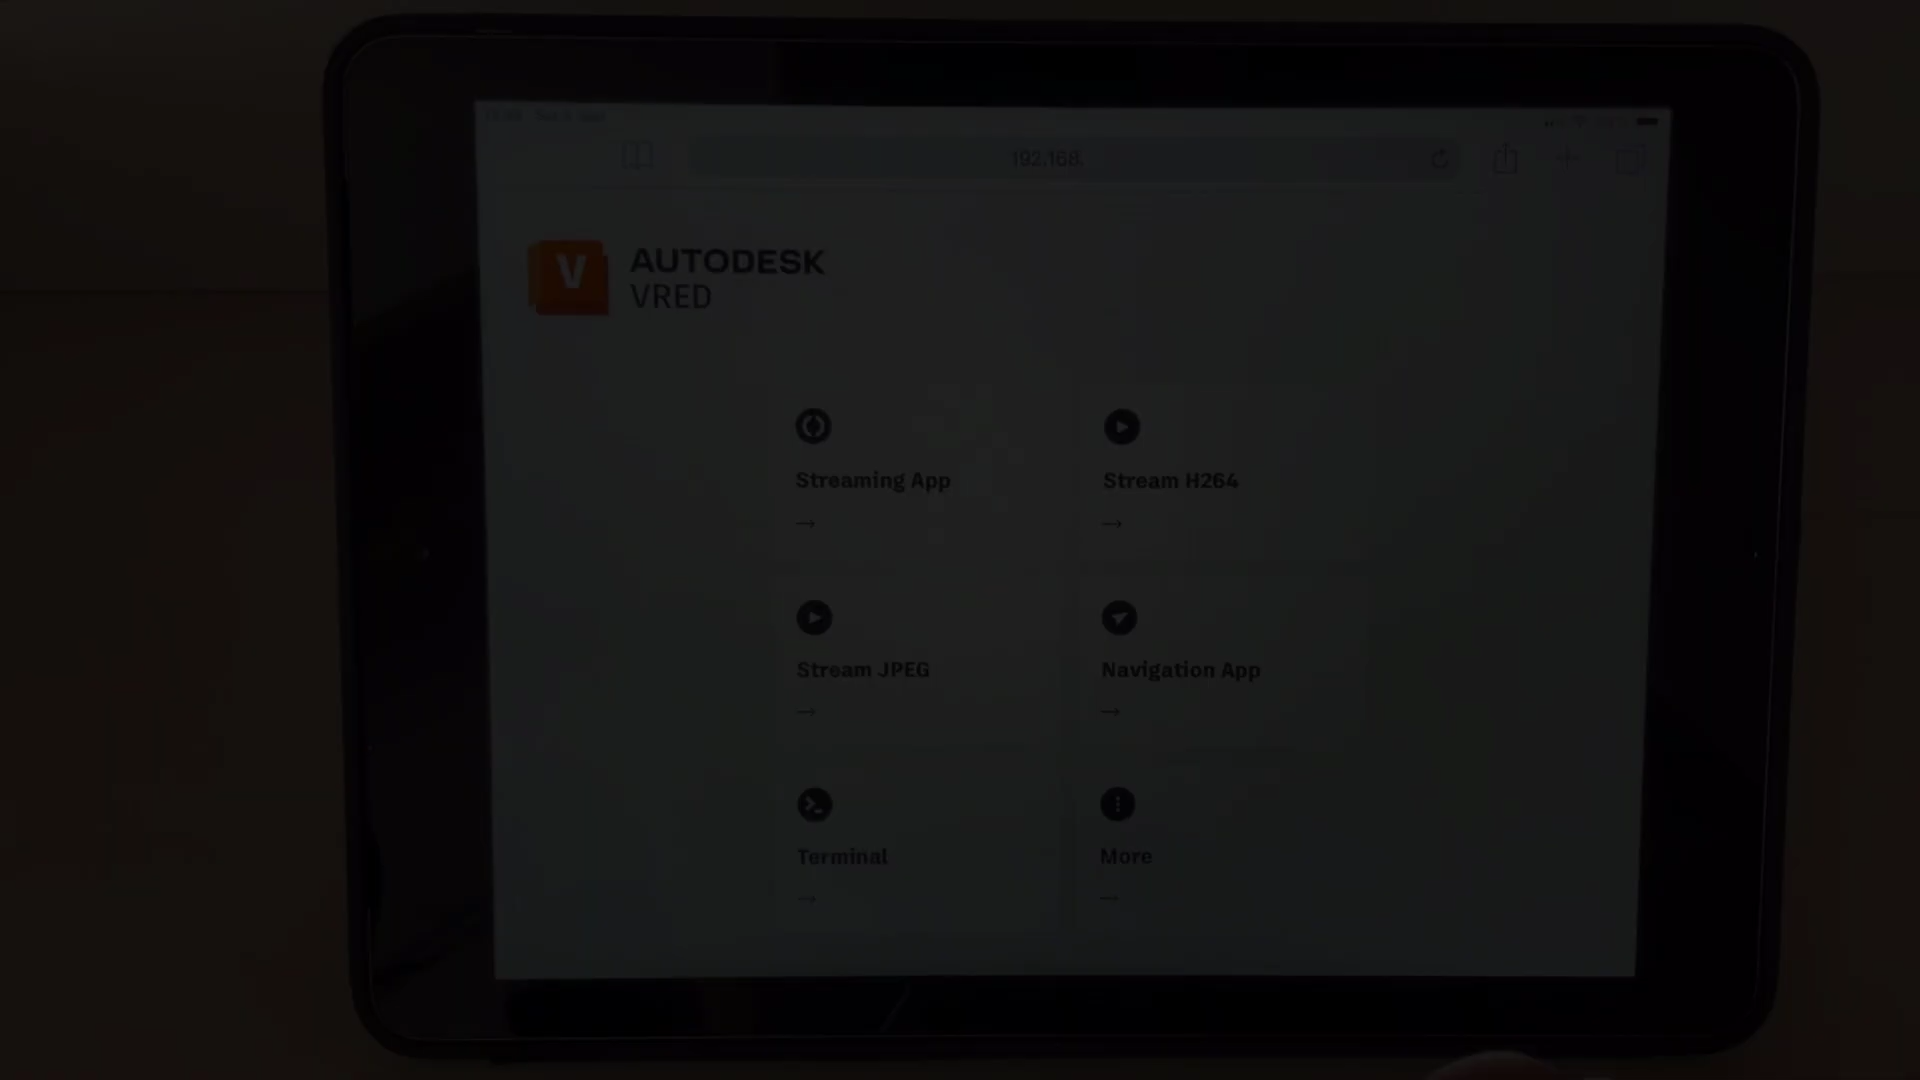 192.168.
V
AUTODESK
VRED
Streaming App
Stream H264
Stream JPEG
Navigation App
Terminal
More